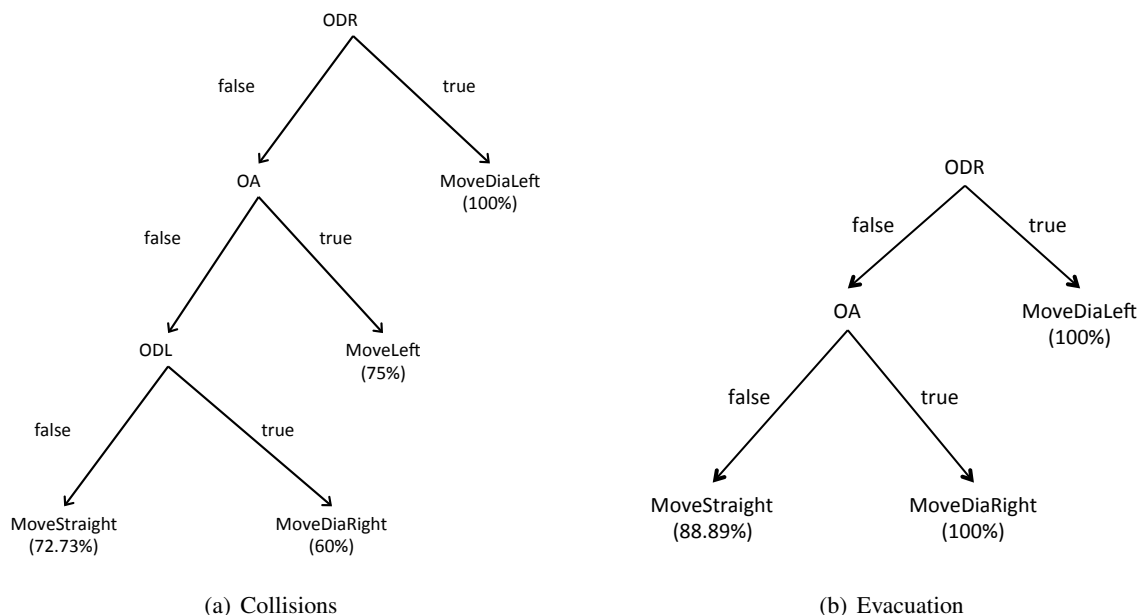 ODR
false
true
OA
MoveDiaLeft
(100%)
false
true
ODL
MoveLeft
(75%)
false
true
MoveStraight
(72.73%)
MoveDiaRight
(60%)
(a) Collisions
ODR
false
true
OA
MoveDiaLeft
(100%)
false
true
MoveStraight
(88.89%)
MoveDiaRight
(100%)
(b) Evacuation